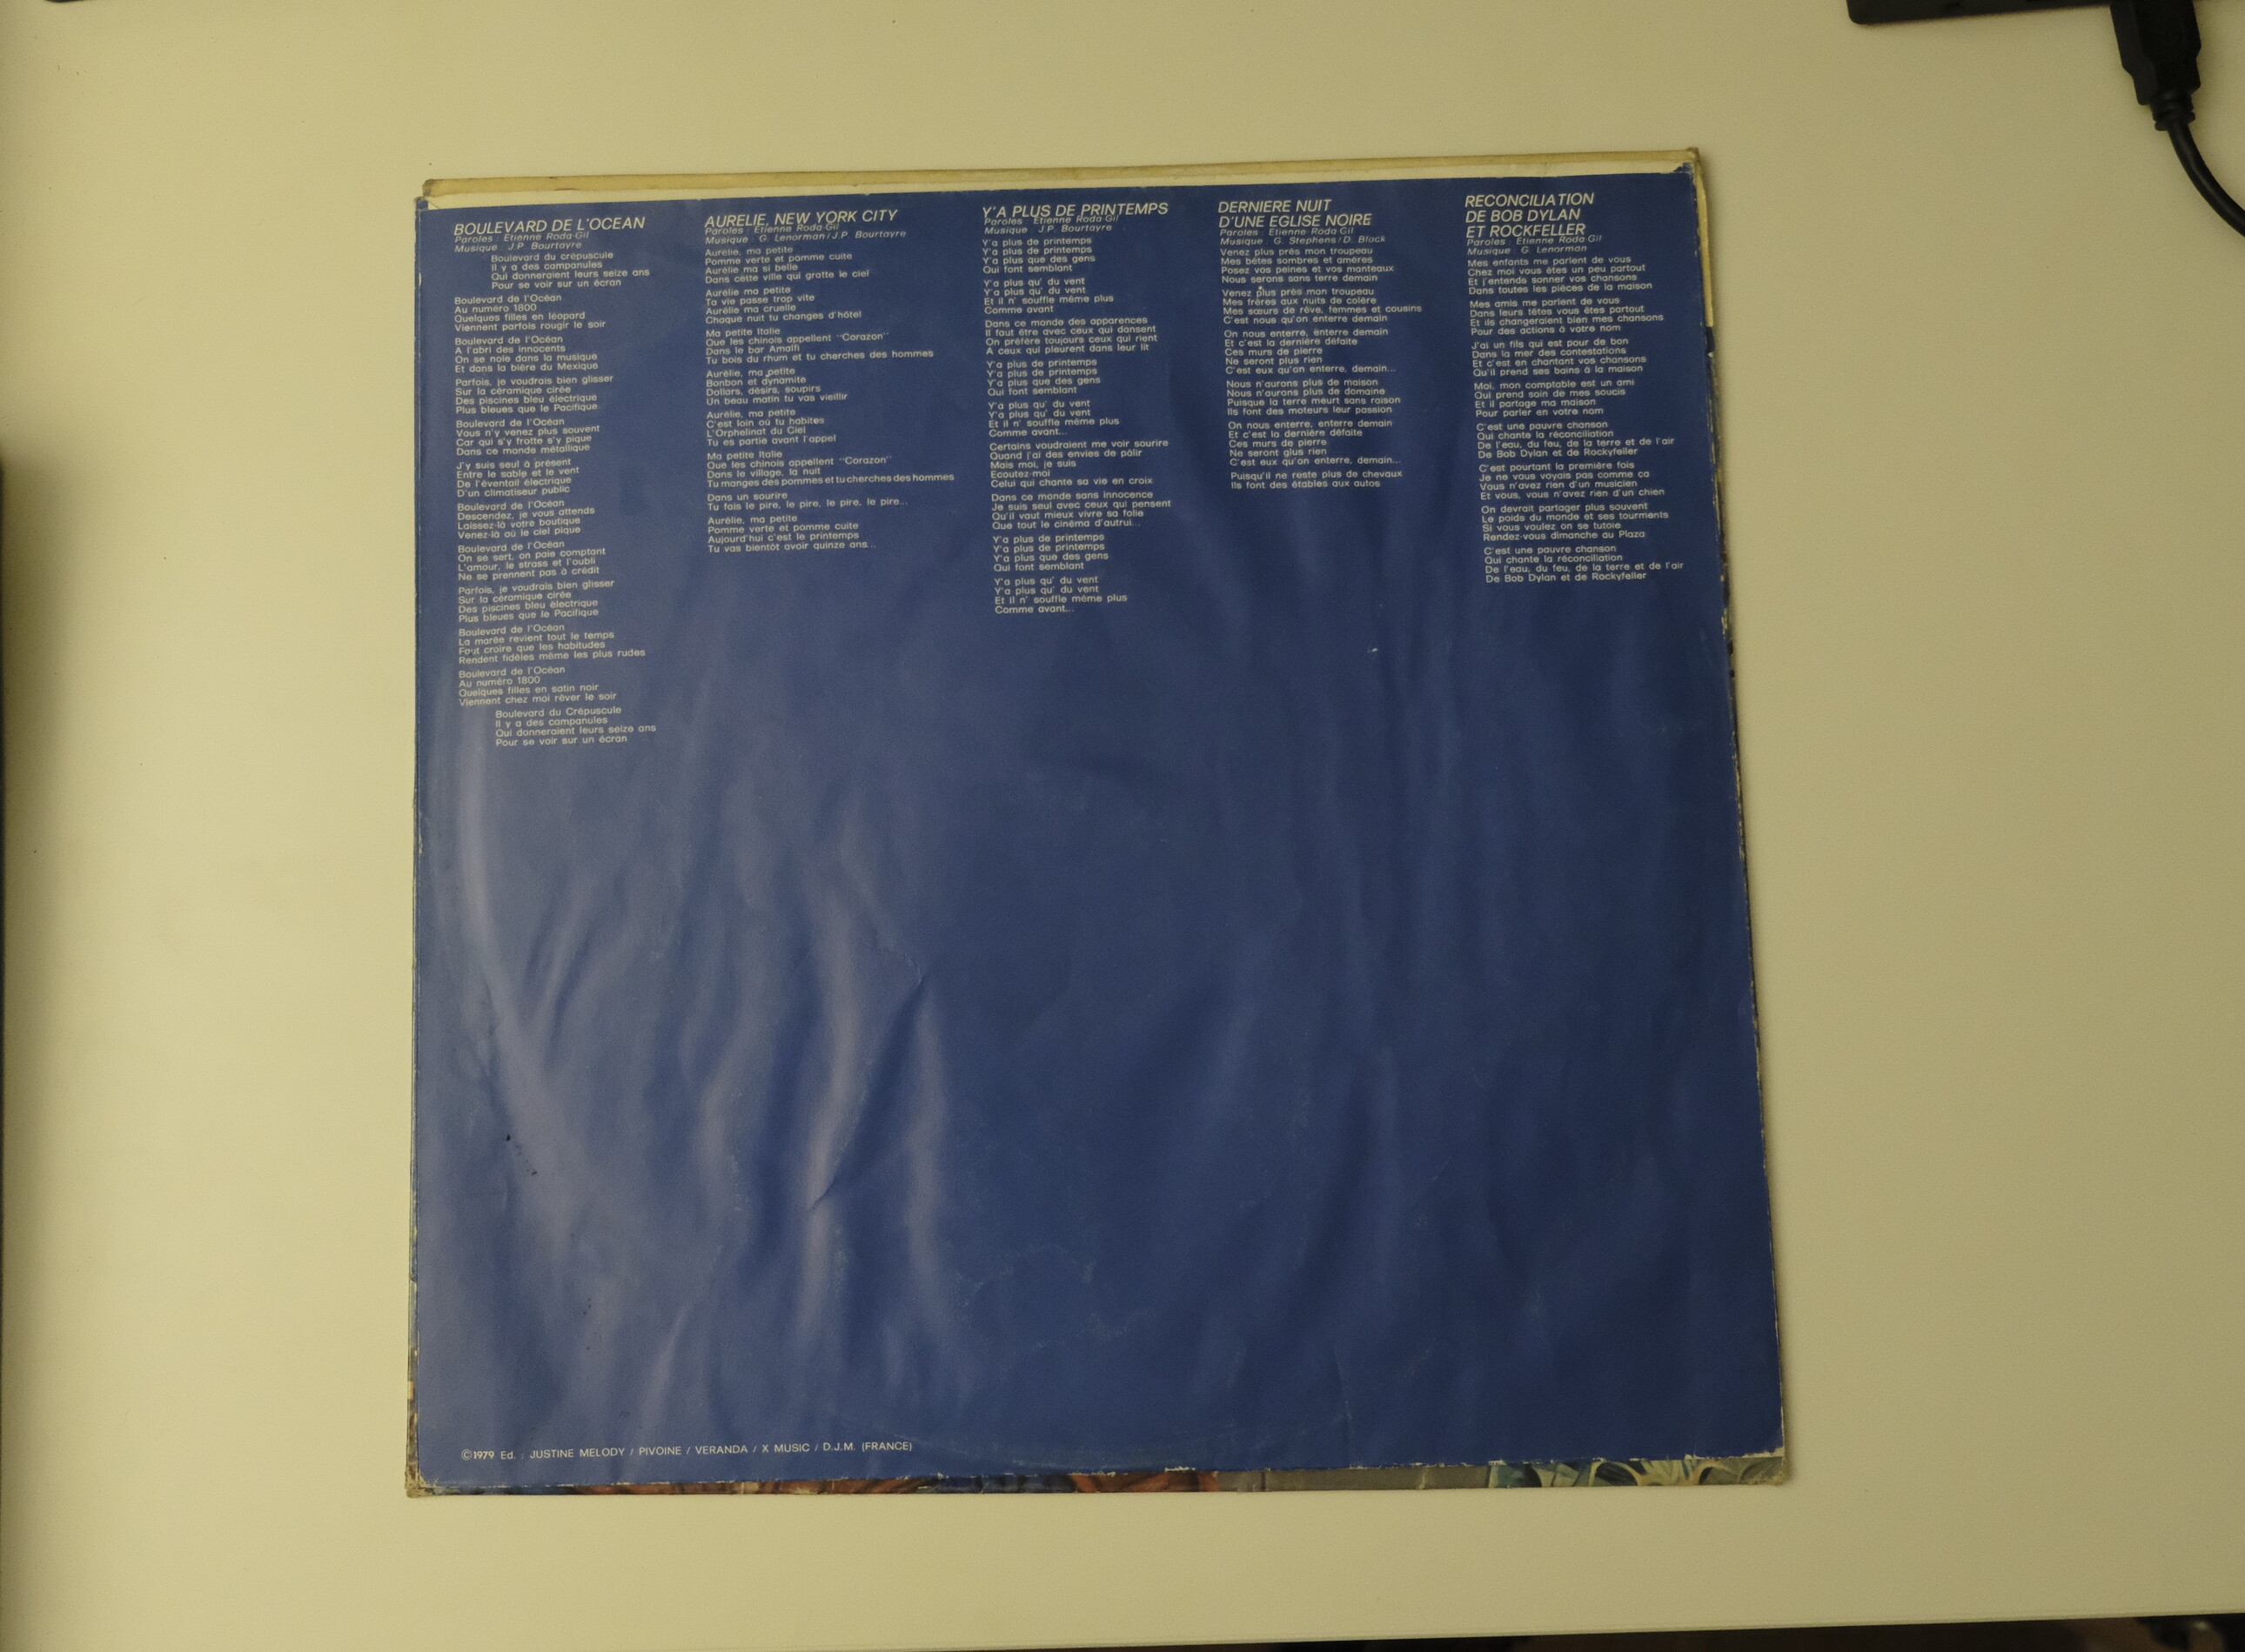 BOULEVARD DE L'OCEAN
Paroles : Etienne Roda-Gil
Musique : J.P. Bourtayre
Boulevard du crépuscule
Il y a des campanules
Qui donneraient leurs seize ans
Pour se voir sur un écran
Boulevard de l'Océan
Au numéro 1800
Quelques filles en léopard
Viennent parfois rougir le soir
Boulevard de l'Océan
A l'abri des innocents
On se noie dans la musique
Et dans la bière du Mexique
Parfois, je voudrais bien glisser
Sur la céramique cirée
Des piscines bleu électrique
Plus bleues que le Pacifique
Boulevard de l'Océan
Vous n'y venez plus souvent
Car qui s'y frotte s'y pique
Dans ce monde métallique
J'y suis seul à présent
Entre le sable et le vent
De l'éventail électrique
D'un climatiseur public
Boulevard de l'Océan
Descendez, je vous attends
Laissez-là votre boutique
Venez-là où le ciel pique
Boulevard de l'Océan
On se sert, on paie comptant
L'amour, le strass et l'oubli
Ne se prennent pas à crédit
Parfois, je voudrais bien glisser
Sur la céramique cirée
Des piscines bleu électrique
Plus bleues que le Pacifique
Boulevard de l'Océan
La marée revient tout le temps
Faut croire que les habitudes
Rendent fidèles même les plus rudes
Boulevard de l'Océan
Au numéro 1800
Quelques filles en satin noir
Viennent chez moi rêver le soir
Boulevard du Crépuscule
Il y a des campanules
Qui donneraient leurs seize ans
Pour se voir sur un écran
AURELIE, NEW YORK CITY
Paroles : Etienne Roda-Gil
Musique : G. Lenorman / J.P. Bourtayre
Aurélie, ma petite
Pomme verte et pomme cuite
Aurélie ma si belle
Dans cette ville qui gratte le ciel
Aurélie ma petite
Ta vie passe trop vite
Aurélie ma cruelle
Chaque nuit tu changes d'hôtel
Ma petite Italie
Que les chinois appellent "Corazon"
Dans le bar Amalfi
Tu bois du rhum et tu cherches des hommes
Aurélie, ma petite
Bonbon et dynamite
Dollars, désirs, soupirs
Un beau matin tu vas vieillir
Aurélie, ma petite
C'est loin où tu habites
L'Orphelinat du Ciel
Tu es partie avant l'appel
Ma petite Italie
Que les chinois appellent "Corazon"
Dans le village, la nuit
Tu manges des pommes et tu cherches des hommes
Dans un sourire
Tu fais le pire, le pire, le pire, le pire...
Aurélie, ma petite
Pomme verte et pomme cuite
Aujourd'hui c'est le printemps
Tu vas bientôt avoir quinze ans...
Y'A PLUS DE PRINTEMPS
Paroles : Etienne Roda-Gil
Musique : J.P. Bourtayre
Y'a plus de printemps
Y'a plus de printemps
Y'a plus que des gens
Qui font semblant
Y'a plus qu' du vent
Y'a plus qu' du vent
Et il n' souffle même plus
Comme avant
Dans ce monde des apparences
Il faut être avec ceux qui dansent
On préfère toujours ceux qui rient
A ceux qui pleurent dans leur lit
Y'a plus de printemps
Y'a plus de printemps
Y'a plus que des gens
Qui font semblant
Y'a plus qu' du vent
Y'a plus qu' du vent
Et il n' souffle même plus
Comme avant...
Certains voudraient me voir sourire
Quand j'ai des envies de pâlir
Mais moi, je suis
Ecoutez-moi
Celui qui chante sa vie en croix
Dans ce monde sans innocence
Je suis seul avec ceux qui pensent
Qu'il vaut mieux vivre sa folie
Que tout le cinéma d'autrui...
Y'a plus de printemps
Y'a plus de printemps
Y'a plus que des gens
Qui font semblant
Y'a plus qu' du vent
Y'a plus qu' du vent
Et il n' souffle même plus
Comme avant...
DERNIERE NUIT
D'UNE EGLISE NOIRE
Paroles : Etienne Roda Gil
Musique : G. Stephens / D. Black
Venez plus près mon troupeau
Mes bêtes sombres et amères
Posez vos peines et vos manteaux
Nous serons sans terre demain
Venez plus près mon troupeau
Mes frères aux nuits de colère
Mes sœurs de rêve, femmes et cousins
C'est nous qu'on enterre demain
On nous enterre, enterre demain
Et c'est la dernière défaite
Ces murs de pierre
Ne seront plus rien
C'est eux qu'on enterre, demain...
Nous n'aurons plus de maison
Nous n'aurons plus de domaine
Puisque la terre meurt sans raison
Ils font des moteurs leur passion
On nous enterre, enterre demain
Et c'est la dernière défaite
Ces murs de pierre
Ne seront glus rien
C'est eux qu'on enterre, demain...
Puisqu'il ne reste plus de chevaux
Ils font des étables aux autos
RECONCILIATION
DE BOB DYLAN
ET ROCKFELLER
Paroles : Etienne Roda Gil
Musique : G. Lenorman
Mes enfants me parlent de vous
Chez moi vous êtes un peu partout
Et j'entends sonner vos chansons
Dans toutes les pièces de la maison
Mes amis me parlent de vous
Dans leurs têtes vous êtes partout
Et ils changeraient bien mes chansons
Pour des actions à votre nom
J'ai un fils qui est pour de bon
Dans la mer des contestations
Et c'est en chantant vos chansons
Qu'il prend ses bains à la maison
Moi, mon comptable est un ami
Qui prend soin de mes soucis
Et il partage ma maison
Pour parler en votre nom
C'est une pauvre chanson
Qui chante la réconciliation
De l'eau, du feu, de la terre et de l'air
De Bob Dylan et de Rockyfeller
C'est pourtant la première fois
Je ne vous voyais pas comme ca
Vous n'avez rien d'un musicien
Et vous, vous n'avez rien d'un chien
On devrait partager plus souvent
Le poids du monde et ses tourments
Si vous voulez on se tutoie
Rendez-vous dimanche au Plaza
C'est une pauvre chanson
Qui chante la réconciliation
De l'eau, du feu, de la terre et de l'air
De Bob Dylan et de Rockyfeller
©1979 Ed. : JUSTINE MELODY / PIVOINE / VERANDA / X MUSIC / D.J.M. (FRANCE)